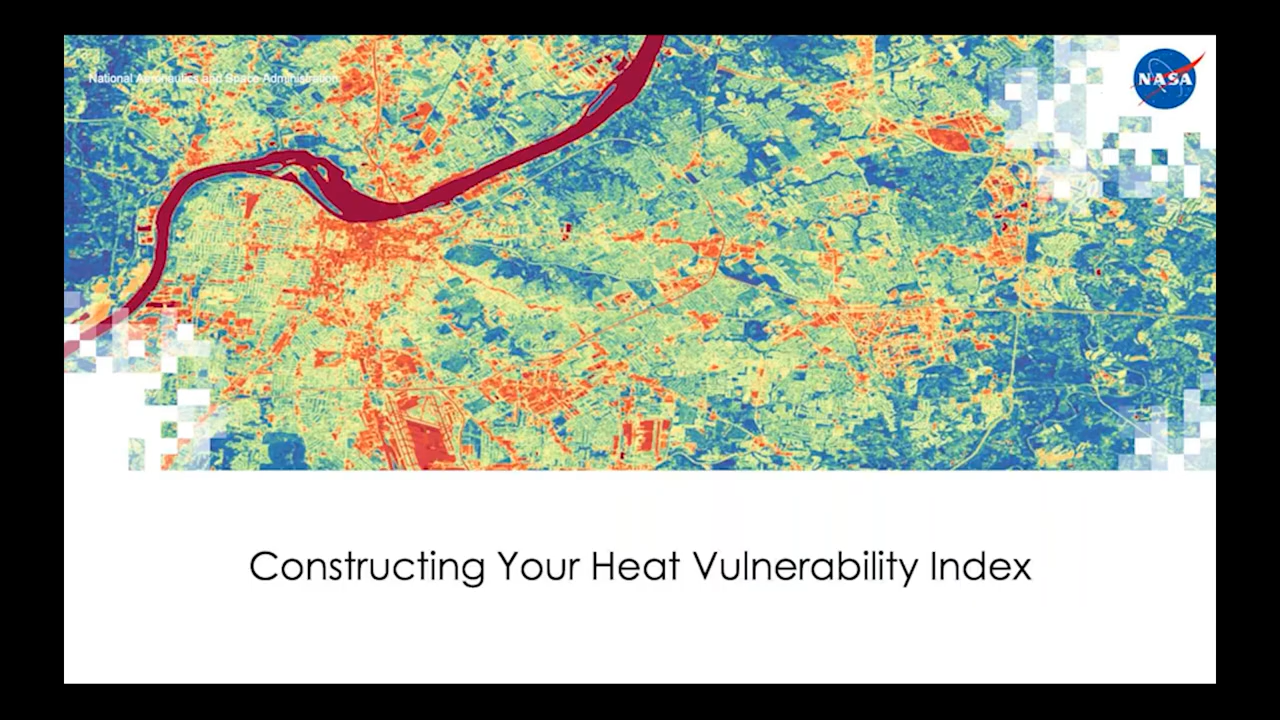 National Aeronautics and Space Administration
NASA
Constructing Your Heat Vulnerability Index